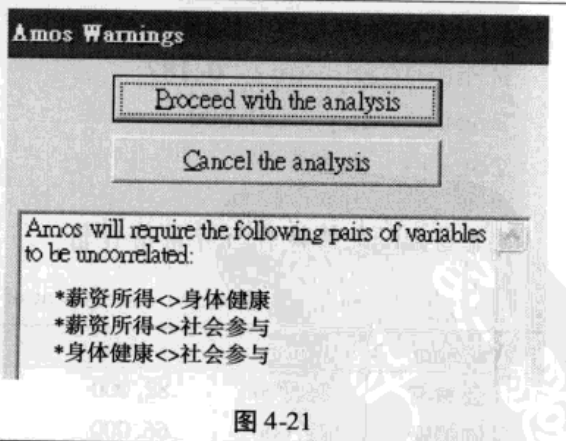 Amos Warnings
Proceed with the analysis
Cancel the analysis
Amos will require the following pairs of variables
to be uncorrelated:
*薪资所得<>身体健康
*薪资所得<>社会参与
*身体健康<>社会参与
图 4-21